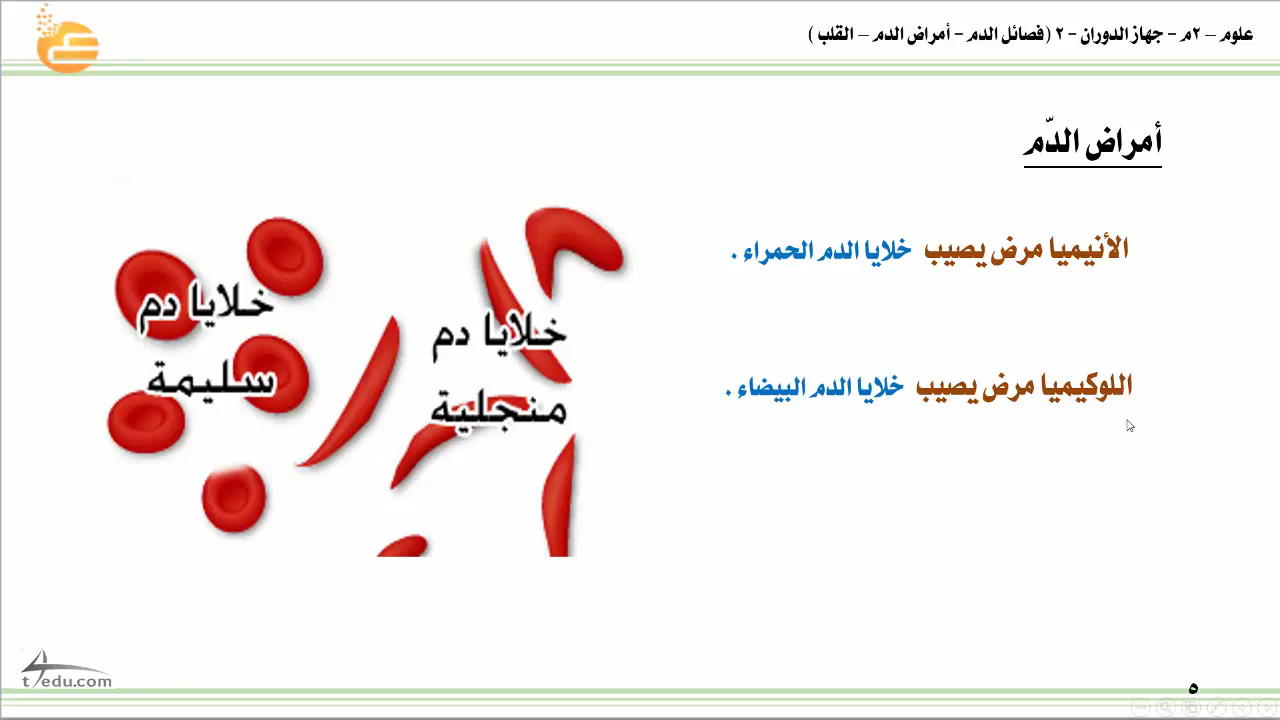 علوم – ٢م – جهاز الدوران – ٢ ( فصائل الدم – أمراض الدم – القلب )
أمراض الدّم
الأنيميا مرض يصيب خلايا الدم الحمراء .
اللوكيميا مرض يصيب خلايا الدم البيضاء .
خلايا دم
منجلية
خلايا دم
سليمة
t4edu.com
٥